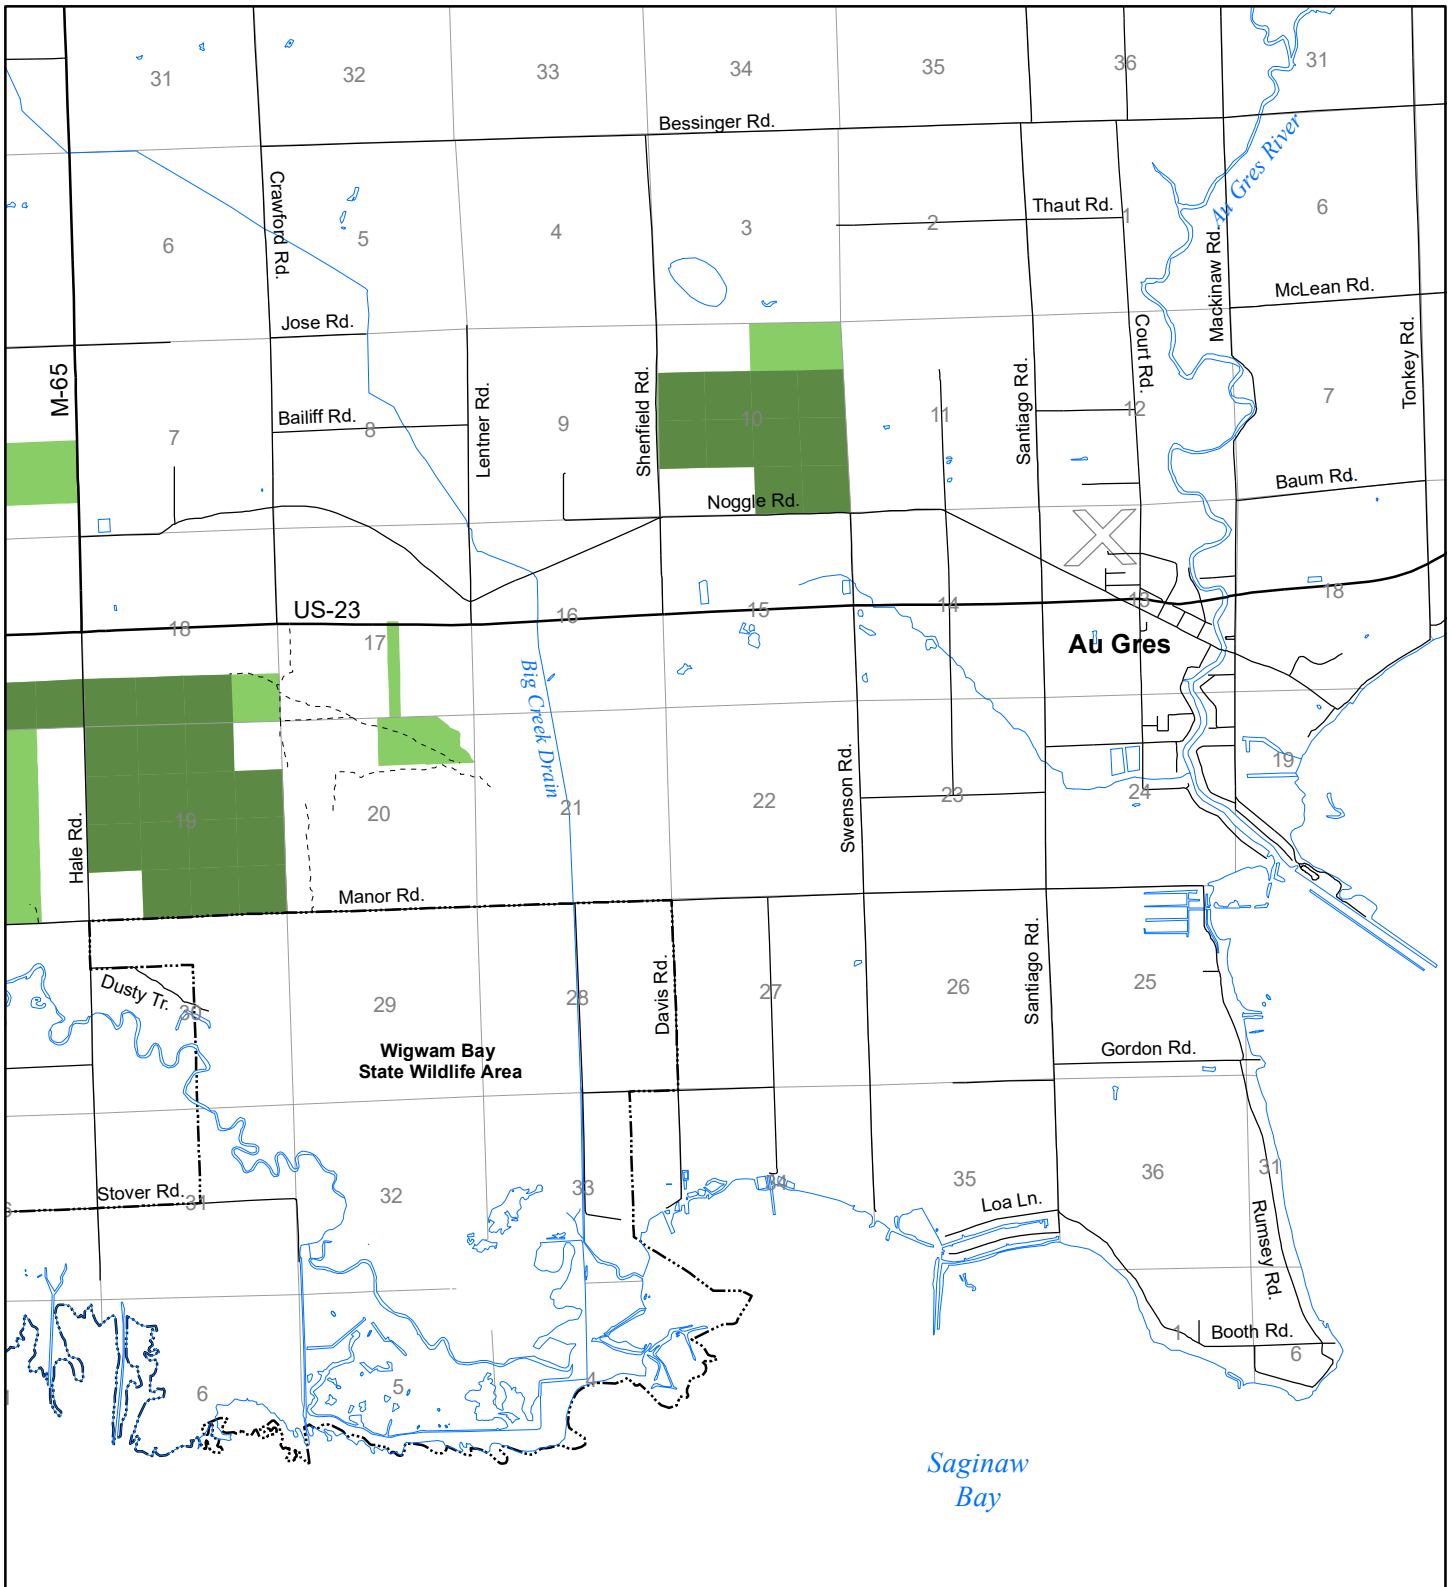 31
32
33
34
35
36
31
Bessinger Rd.
Au Gres River
Crawford Rd.
Thaut Rd.
6
5
4
3
2
1
6
Mackinaw Rd.
McLean Rd.
Jose Rd.
M-65
Court Rd.
Tonkey Rd.
Santiago Rd.
Shenfield Rd.
Lentner Rd.
Bailiff Rd.
7
8
9
10
11
12
7
Baum Rd.
Noggle Rd.
US-23
18
17
16
15
14
13
18
Au Gres
Big Creek Drain
Swenson Rd.
Hale Rd.
19
20
21
22
23
24
19
Manor Rd.
Santiago Rd.
Davis Rd.
Dusty Tr.
30
29
28
27
26
25
Wigwam Bay
State Wildlife Area
Gordon Rd.
Stover Rd.
31
32
33
34
35
36
31
Loa Ln.
Rumsey Rd.
Booth Rd.
6
5
4
1
6
Saginaw
Bay